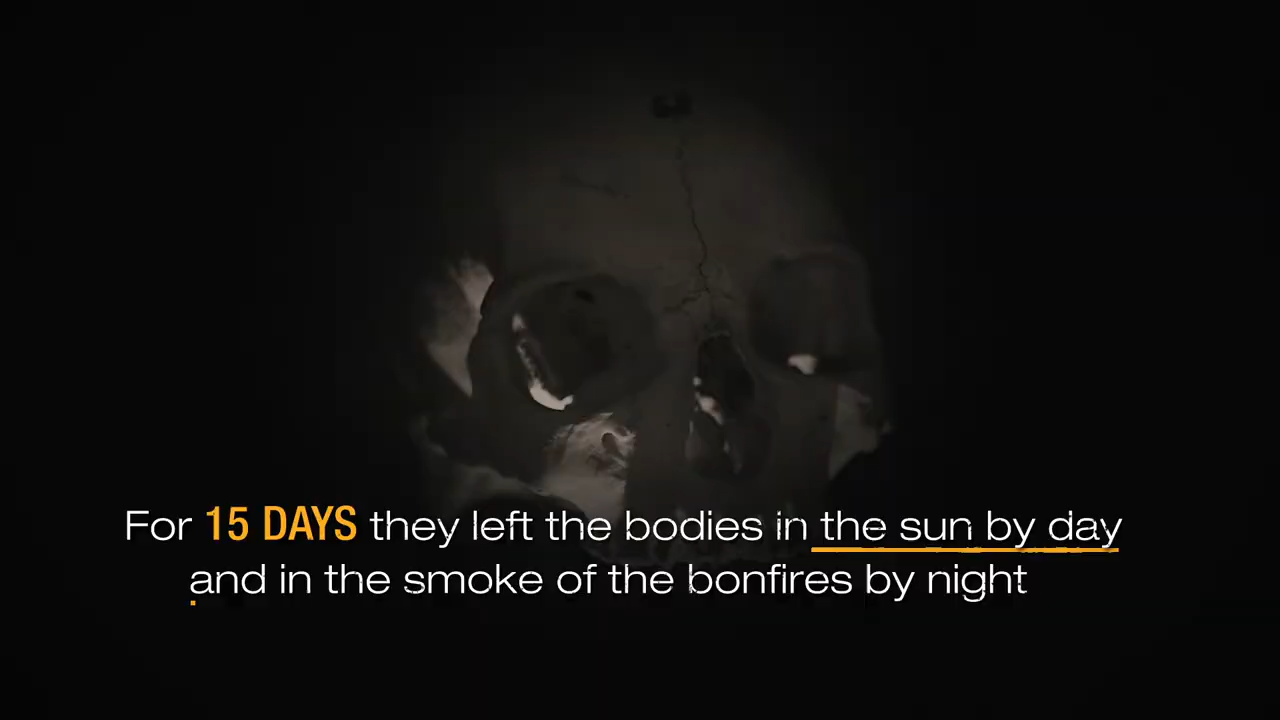 For 15 DAYS they left the bodies in the sun by day
and in the smoke of the bonfires by night